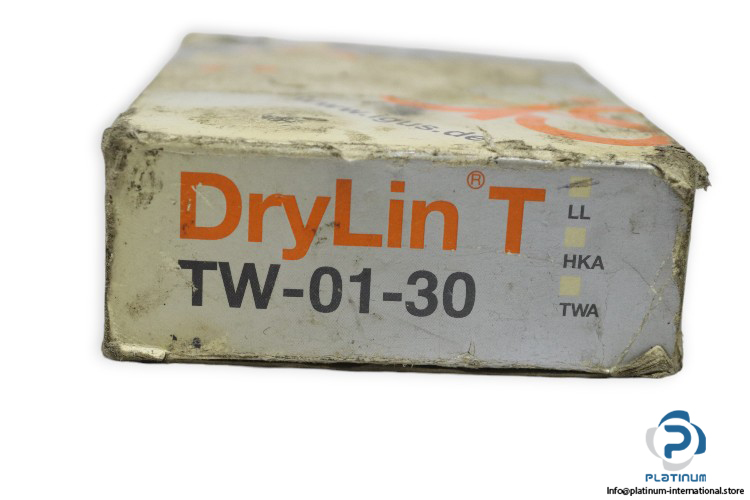 www.igus.de
DryLin® T
TW-01-30
LL
HKA
TWA
PLATINUM
Info@platinum-international.store